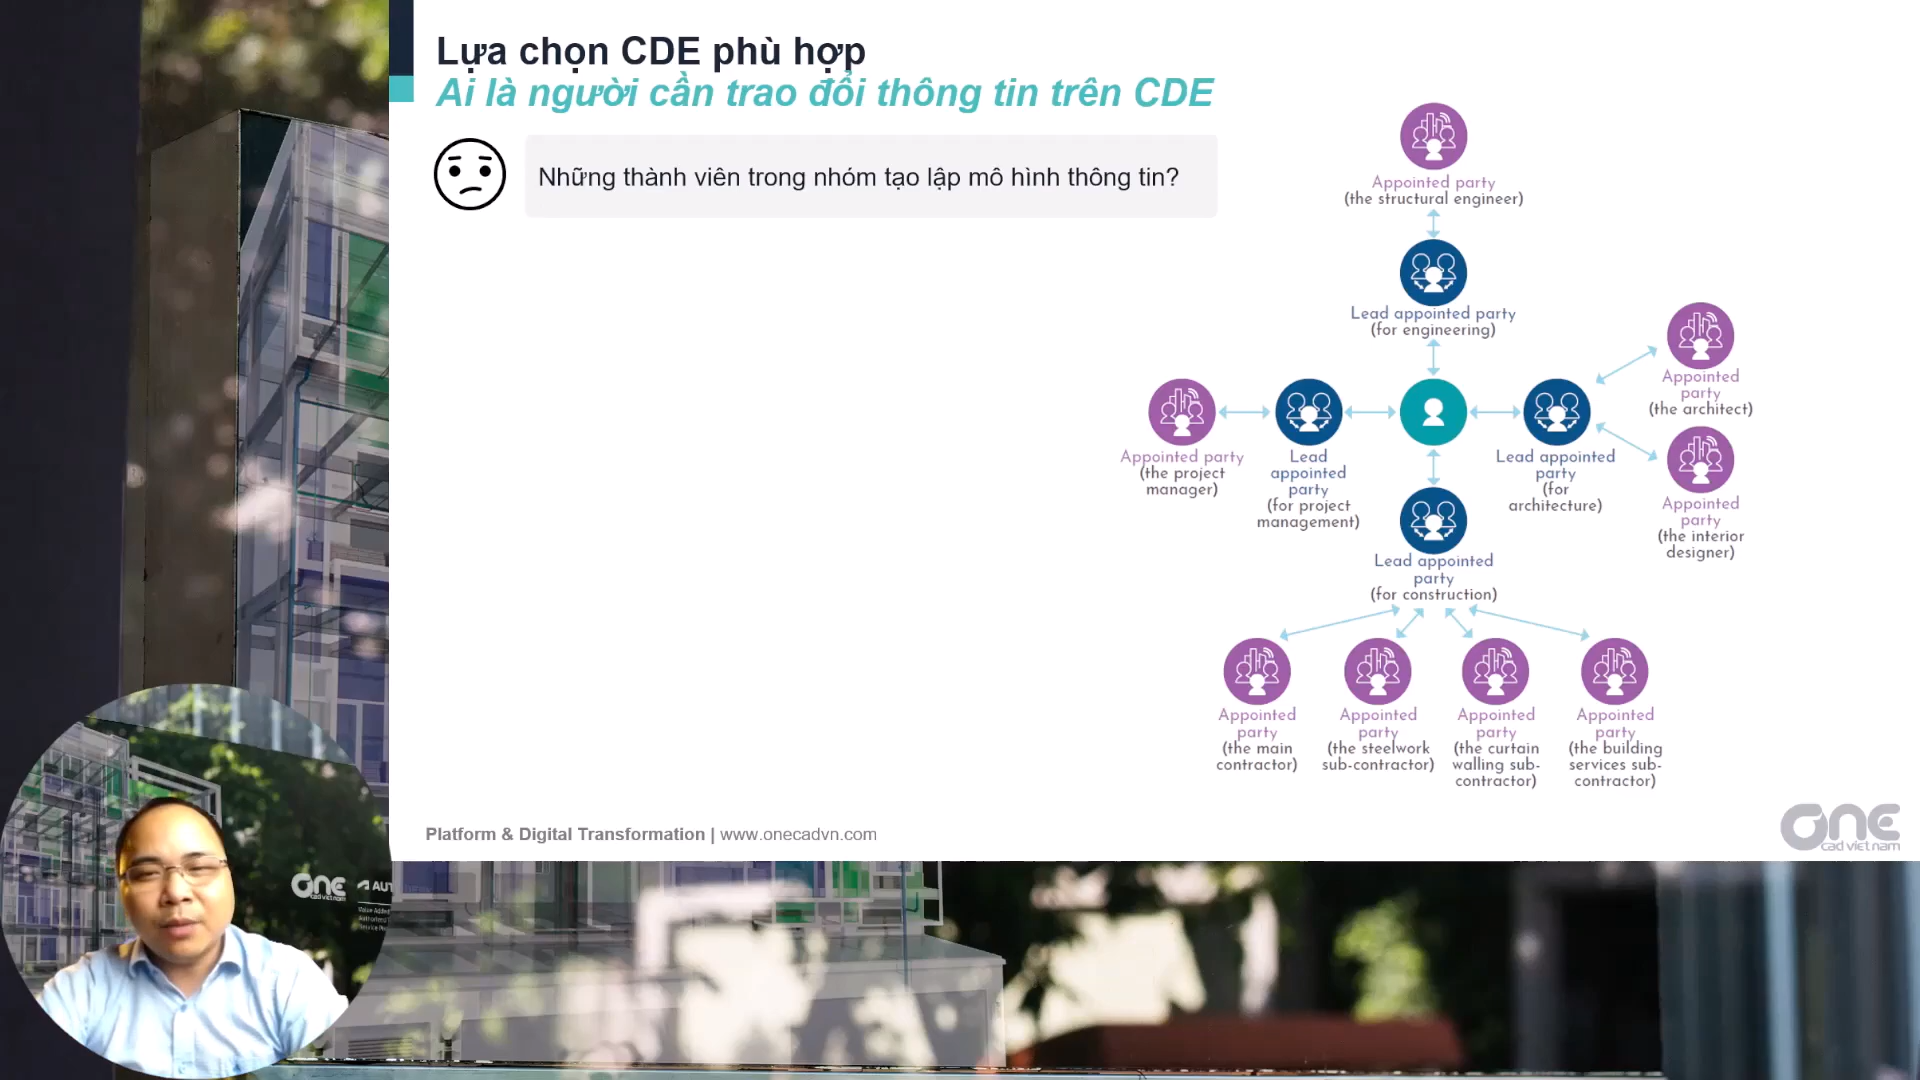 Lựa chọn CDE phù hợp
Ai là người cần trao đổi thông tin trên CDE
Những thành viên trong nhóm tạo lập mô hình thông tin?
Appointed party
(the structural engineer)
Lead appointed party
(for engineering)
Appointed party
(the project
manager)
Lead
appointed
party
(for project
management)
Lead appointed
party
(for
architecture)
Appointed
party
(the architect)
Appointed
party
(the interior
designer)
Lead appointed
party
(for construction)
Appointed
party
(the main
contractor)
Appointed
party
(the steelwork
sub-contractor)
Appointed
party
(the curtain
walling sub-
contractor)
Appointed
party
(the building
services sub-
contractor)
Platform & Digital Transformation | www.onecadvn.com
one
cad viet nam
one
cad viet nam